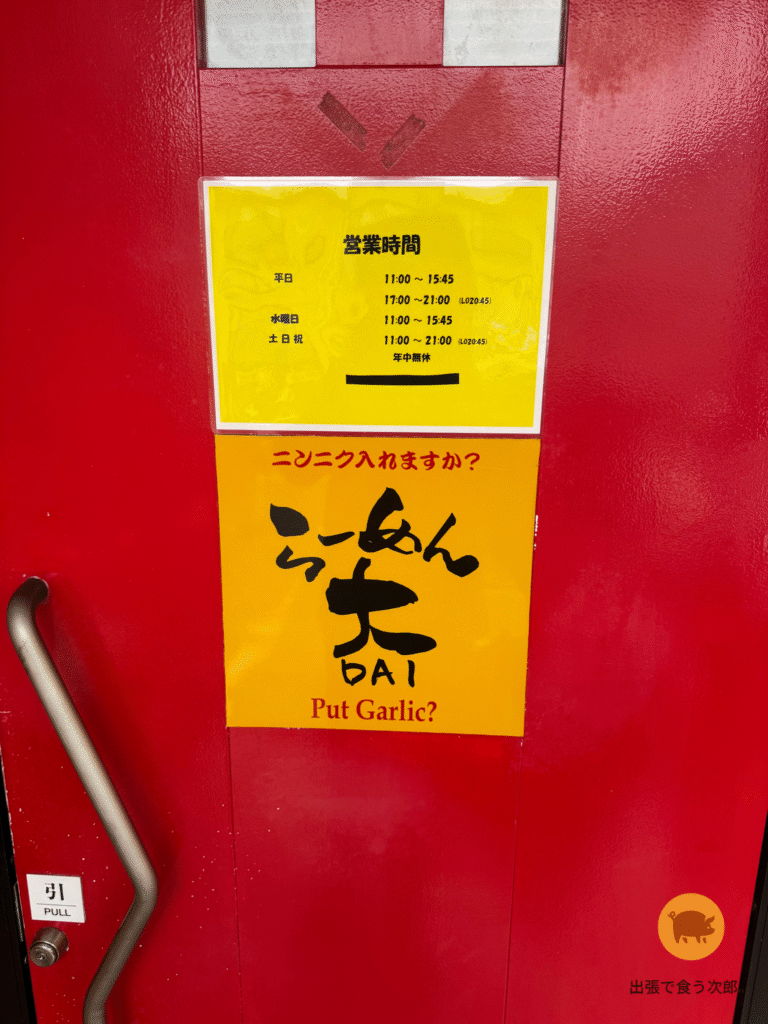 営業時間
平日 11:00 ~ 15:45
17:00 ~21:00 (LO20:45)
水曜日 11:00 ~ 15:45
土日祝 11:00 ~ 21:00 (LO20:45)
年中無休
ニンニク入れますか?
らーめん
大
DAI
Put Garlic?
引
PULL
出張で食う次郎